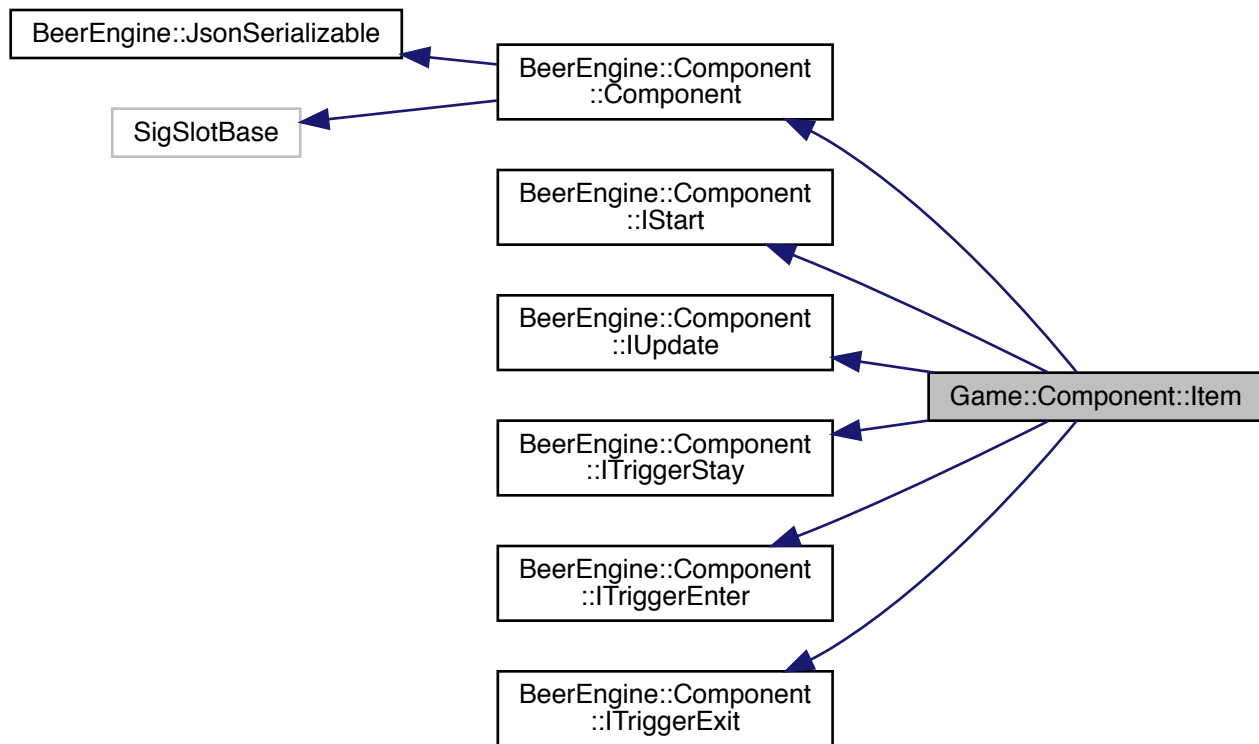 BeerEngine::JsonSerializable
SigSlotBase
BeerEngine::Component
::Component
BeerEngine::Component
::IStart
BeerEngine::Component
::IUpdate
BeerEngine::Component
::ITriggerStay
BeerEngine::Component
::ITriggerEnter
BeerEngine::Component
::ITriggerExit
Game::Component::Item